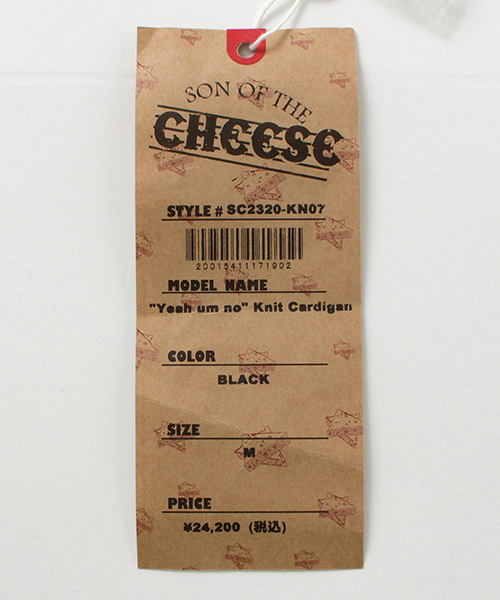 SON OF THE
CHEESE
STYLE # SC2320-KN07
20015411171902
MODEL NAME
"Yeah um no" Knit Cardigan
COLOR
BLACK
SIZE
M
PRICE
¥24,200 (税込)